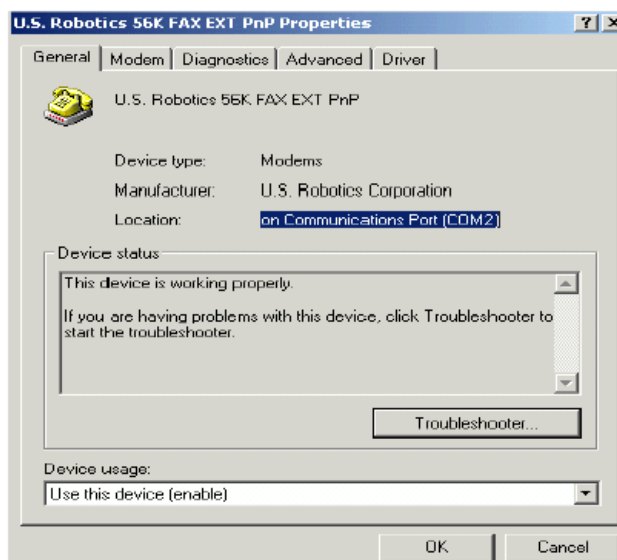 U.S. Robotics 56K FAX EXT PnP Properties
General Modem Diagnostics Advanced Driver
U.S. Robotics 56K FAX EXT PnP
Device type: Modems
Manufacturer: U.S. Robotics Corporation
Location: on Communications Port (COM2)
Device status
This device is working properly.
If you are having problems with this device, click Troubleshooter to
start the troubleshooter.
Troubleshooter...
Device usage:
Use this device (enable)
OK Cancel